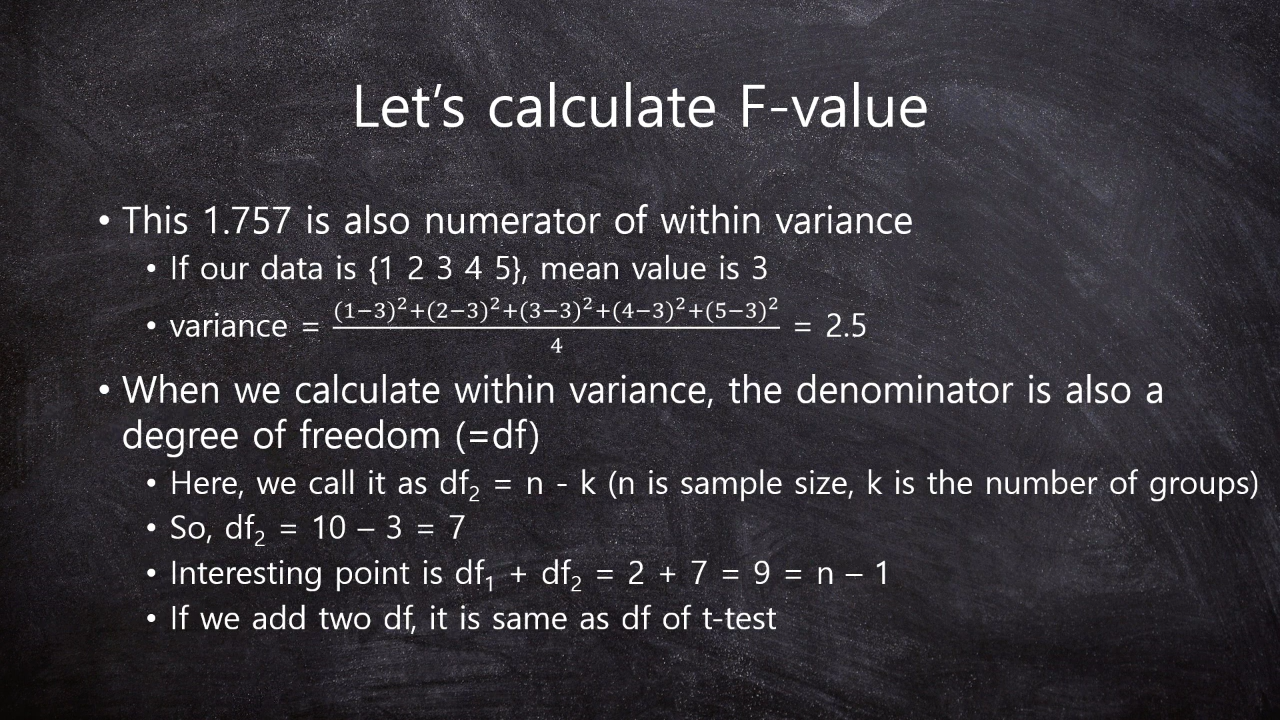 Let’s calculate F-value
• This 1.757 is also numerator of within variance
• If our data is {1 2 3 4 5}, mean value is 3
• variance = \frac{(1−3)^2+(2−3)^2+(3−3)^2+(4−3)^2+(5−3)^2}{4} = 2.5
• When we calculate within variance, the denominator is also a
degree of freedom (=df)
• Here, we call it as df₂ = n - k (n is sample size, k is the number of groups)
• So, df₂ = 10 – 3 = 7
• Interesting point is df₁ + df₂ = 2 + 7 = 9 = n – 1
• If we add two df, it is same as df of t-test